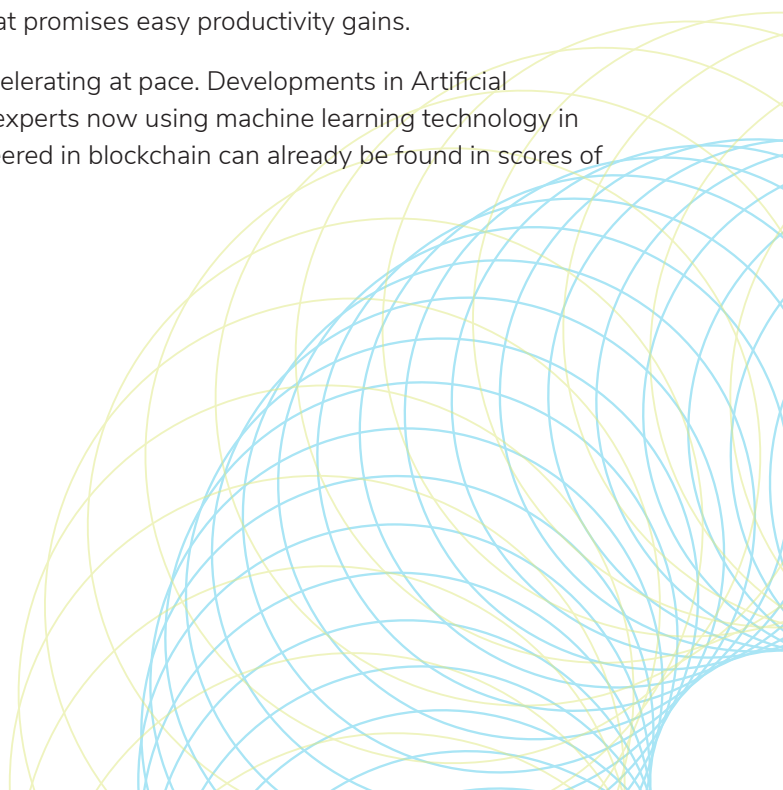 at promises easy productivity gains.
elerating at pace. Developments in Artificial
experts now using machine learning technology in
ered in blockchain can already be found in scores of